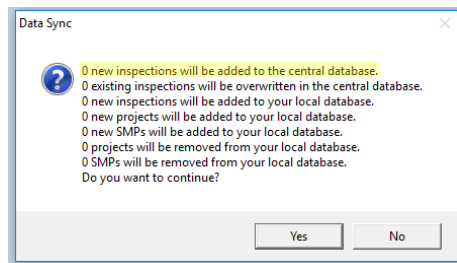 Data Sync
0 new inspections will be added to the central database.
0 existing inspections will be overwritten in the central database.
0 new inspections will be added to your local database.
0 new projects will be added to your local database.
0 new SMPs will be added to your local database.
0 projects will be removed from your local database.
0 SMPs will be removed from your local database.
Do you want to continue?
Yes
No